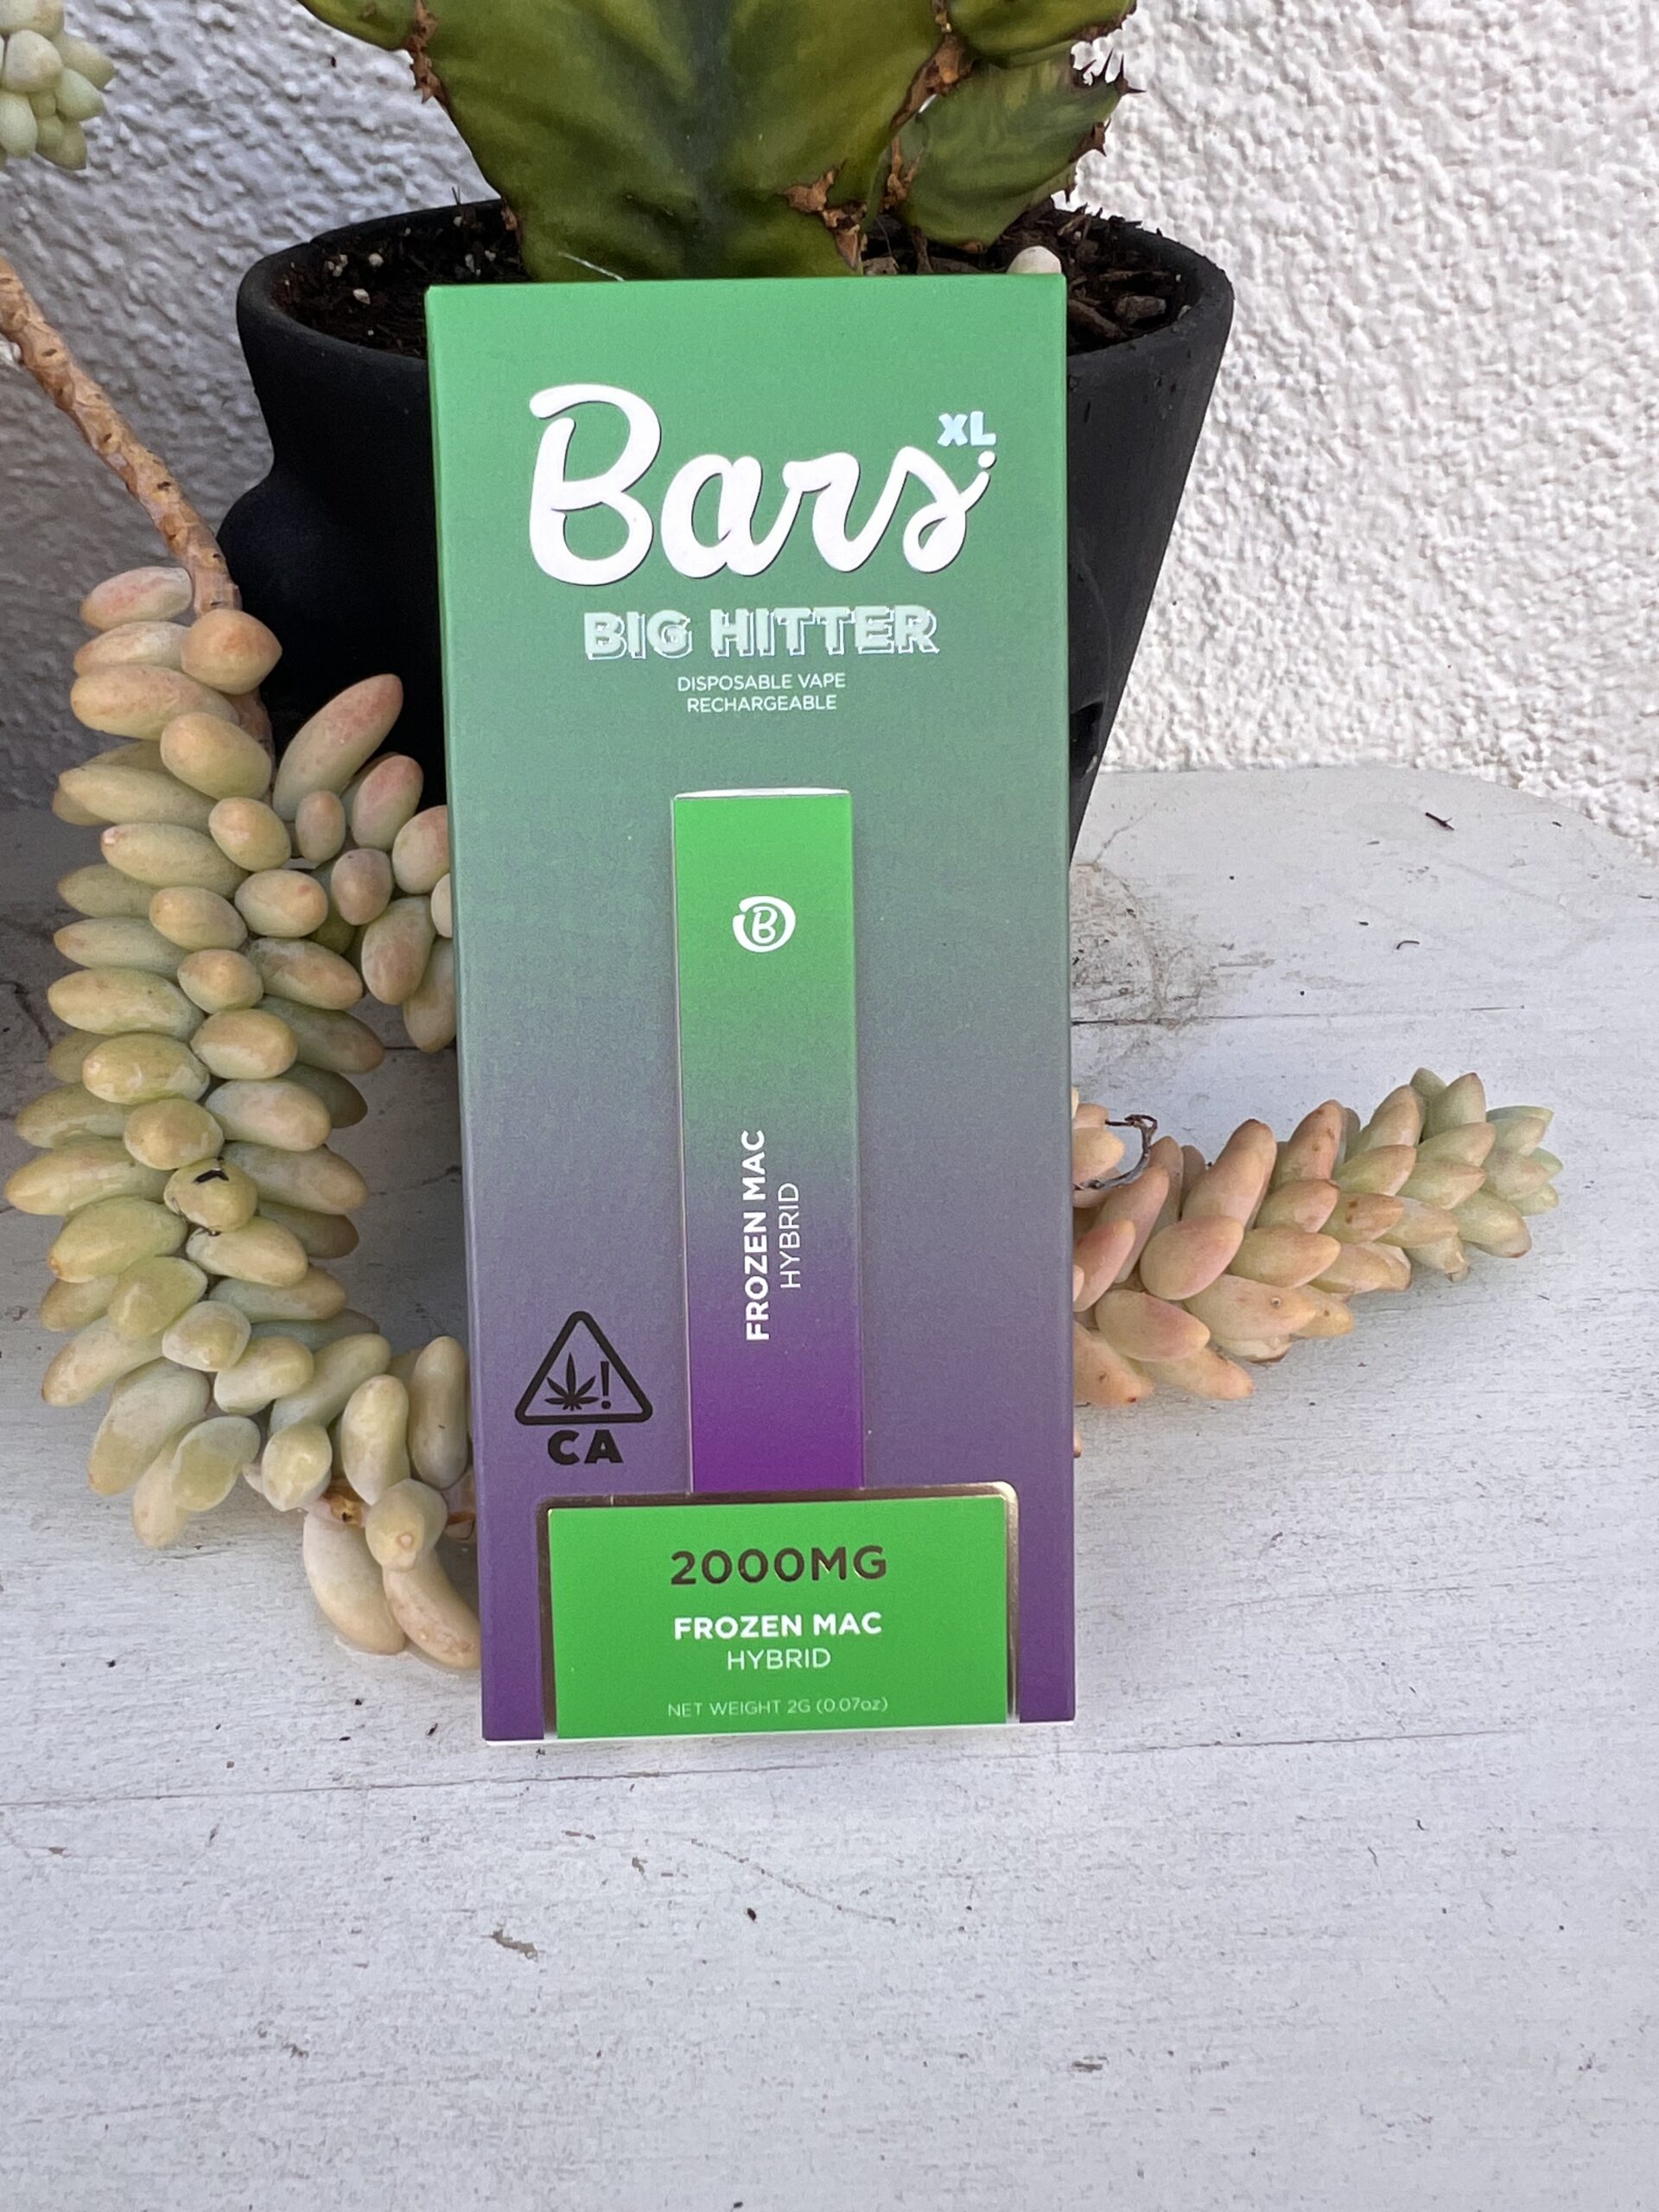 Bars XL
BIG HITTER
DISPOSABLE VAPE
RECHARGEABLE
B
FROZEN MAC
HYBRID
!
CA
2000MG
FROZEN MAC
HYBRID
NET WEIGHT 2G (0.07oz)